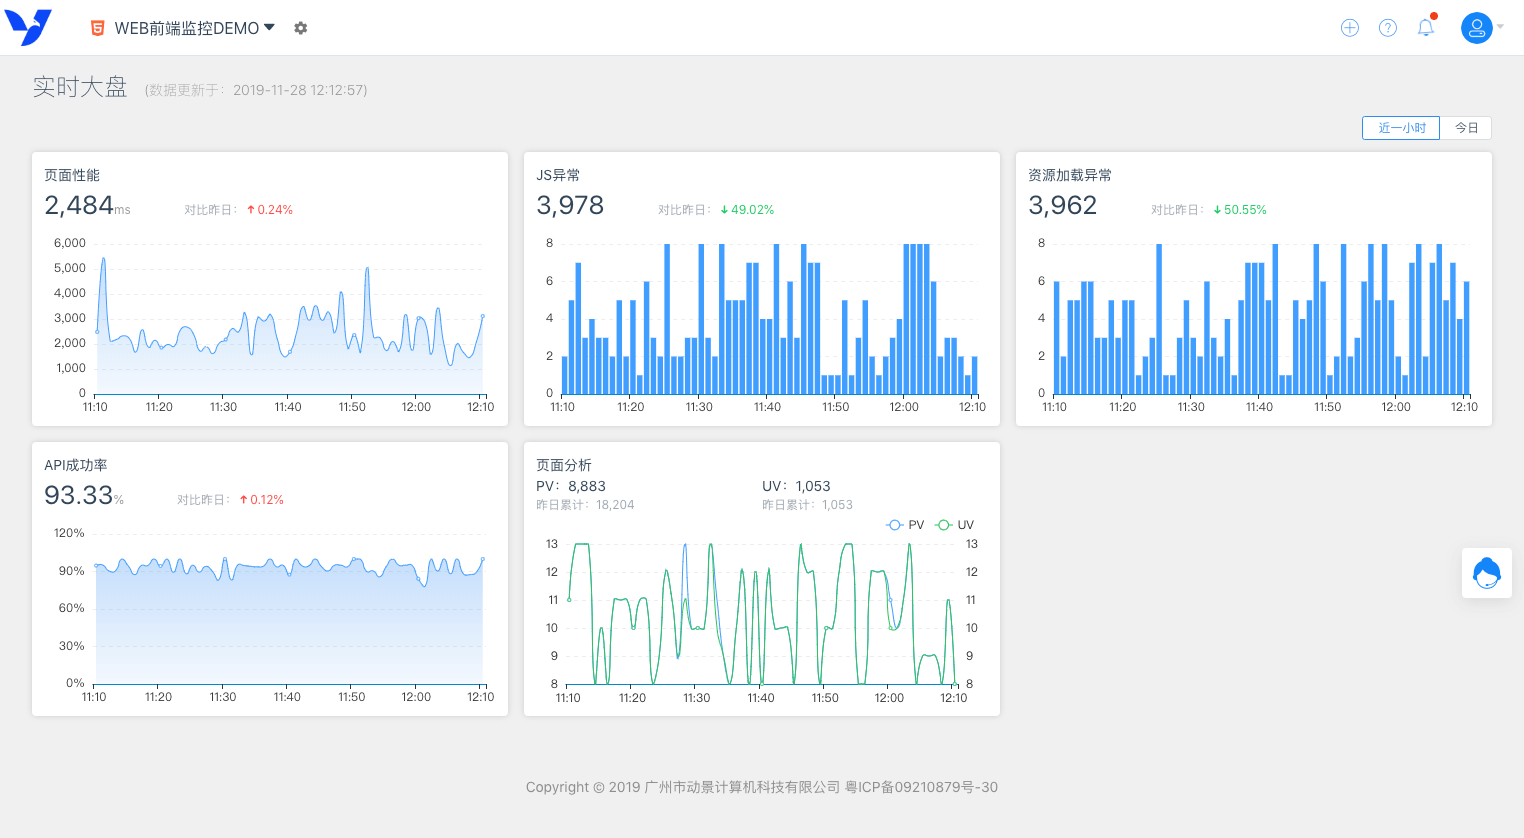 WEB前端监控DEMO
实时大盘 (数据更新于：2019-11-28 12:12:57)
近一小时 今日
页面性能
2,484ms 对比昨日：0.24%
6,000
5,000
4,000
3,000
2,000
1,000
0
11:10 11:20 11:30 11:40 11:50 12:00 12:10
JS异常
3,978 对比昨日：49.02%
8
6
4
2
0
11:10 11:20 11:30 11:40 11:50 12:00 12:10
资源加载异常
3,962 对比昨日：50.55%
8
6
4
2
0
11:10 11:20 11:30 11:40 11:50 12:00 12:10
API成功率
93.33% 对比昨日：0.12%
120%
90%
60%
30%
0%
11:10 11:20 11:30 11:40 11:50 12:00 12:10
页面分析
PV：8,883 UV：1,053
昨日累计：18,204 昨日累计：1,053
PV UV
13 13
12 12
11 11
10 10
9 9
8 8
11:10 11:20 11:30 11:40 11:50 12:00 12:10
Copyright © 2019 广州市动景计算机科技有限公司 粤ICP备09210879号-30